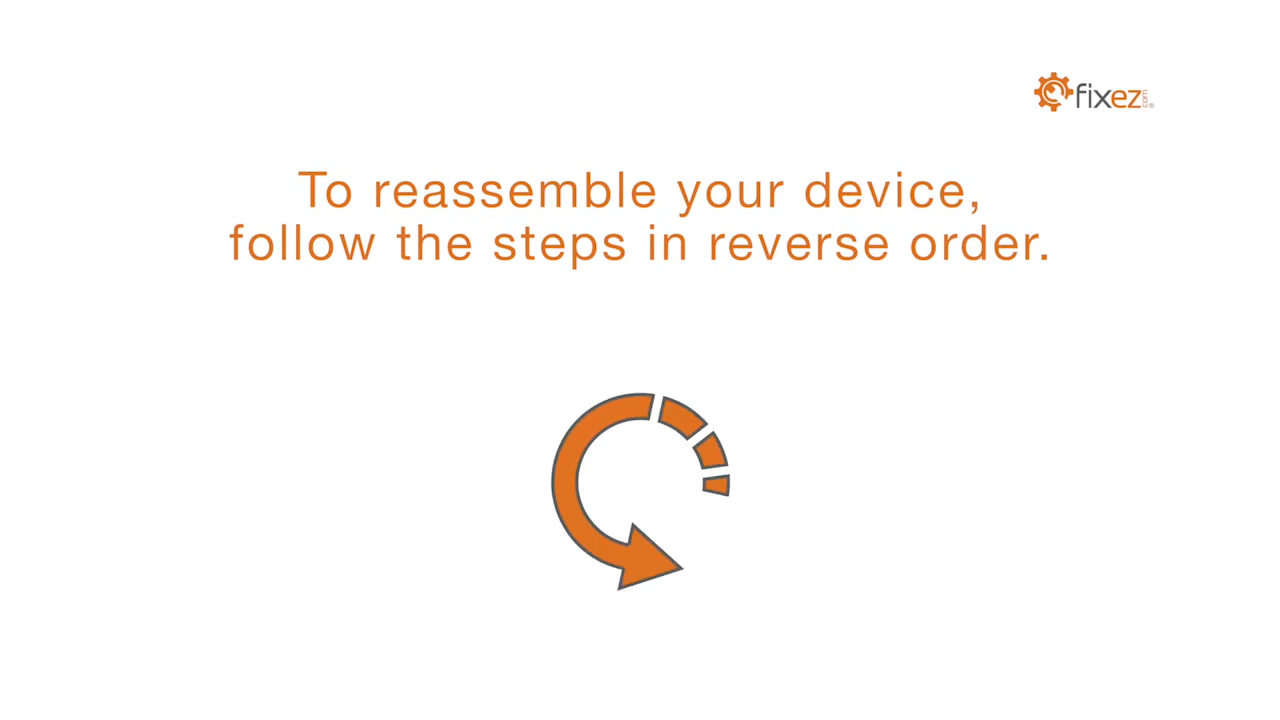 fixez.com®
To reassemble your device,
follow the steps in reverse order.